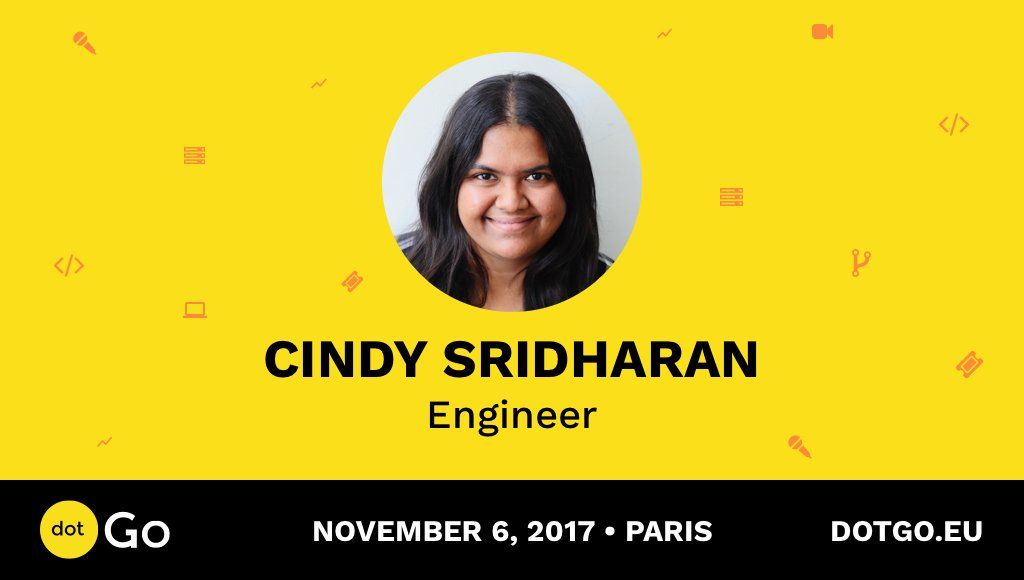 CINDY SRIDHARAN
Engineer
dot Go
NOVEMBER 6, 2017 • PARIS
DOTGO.EU